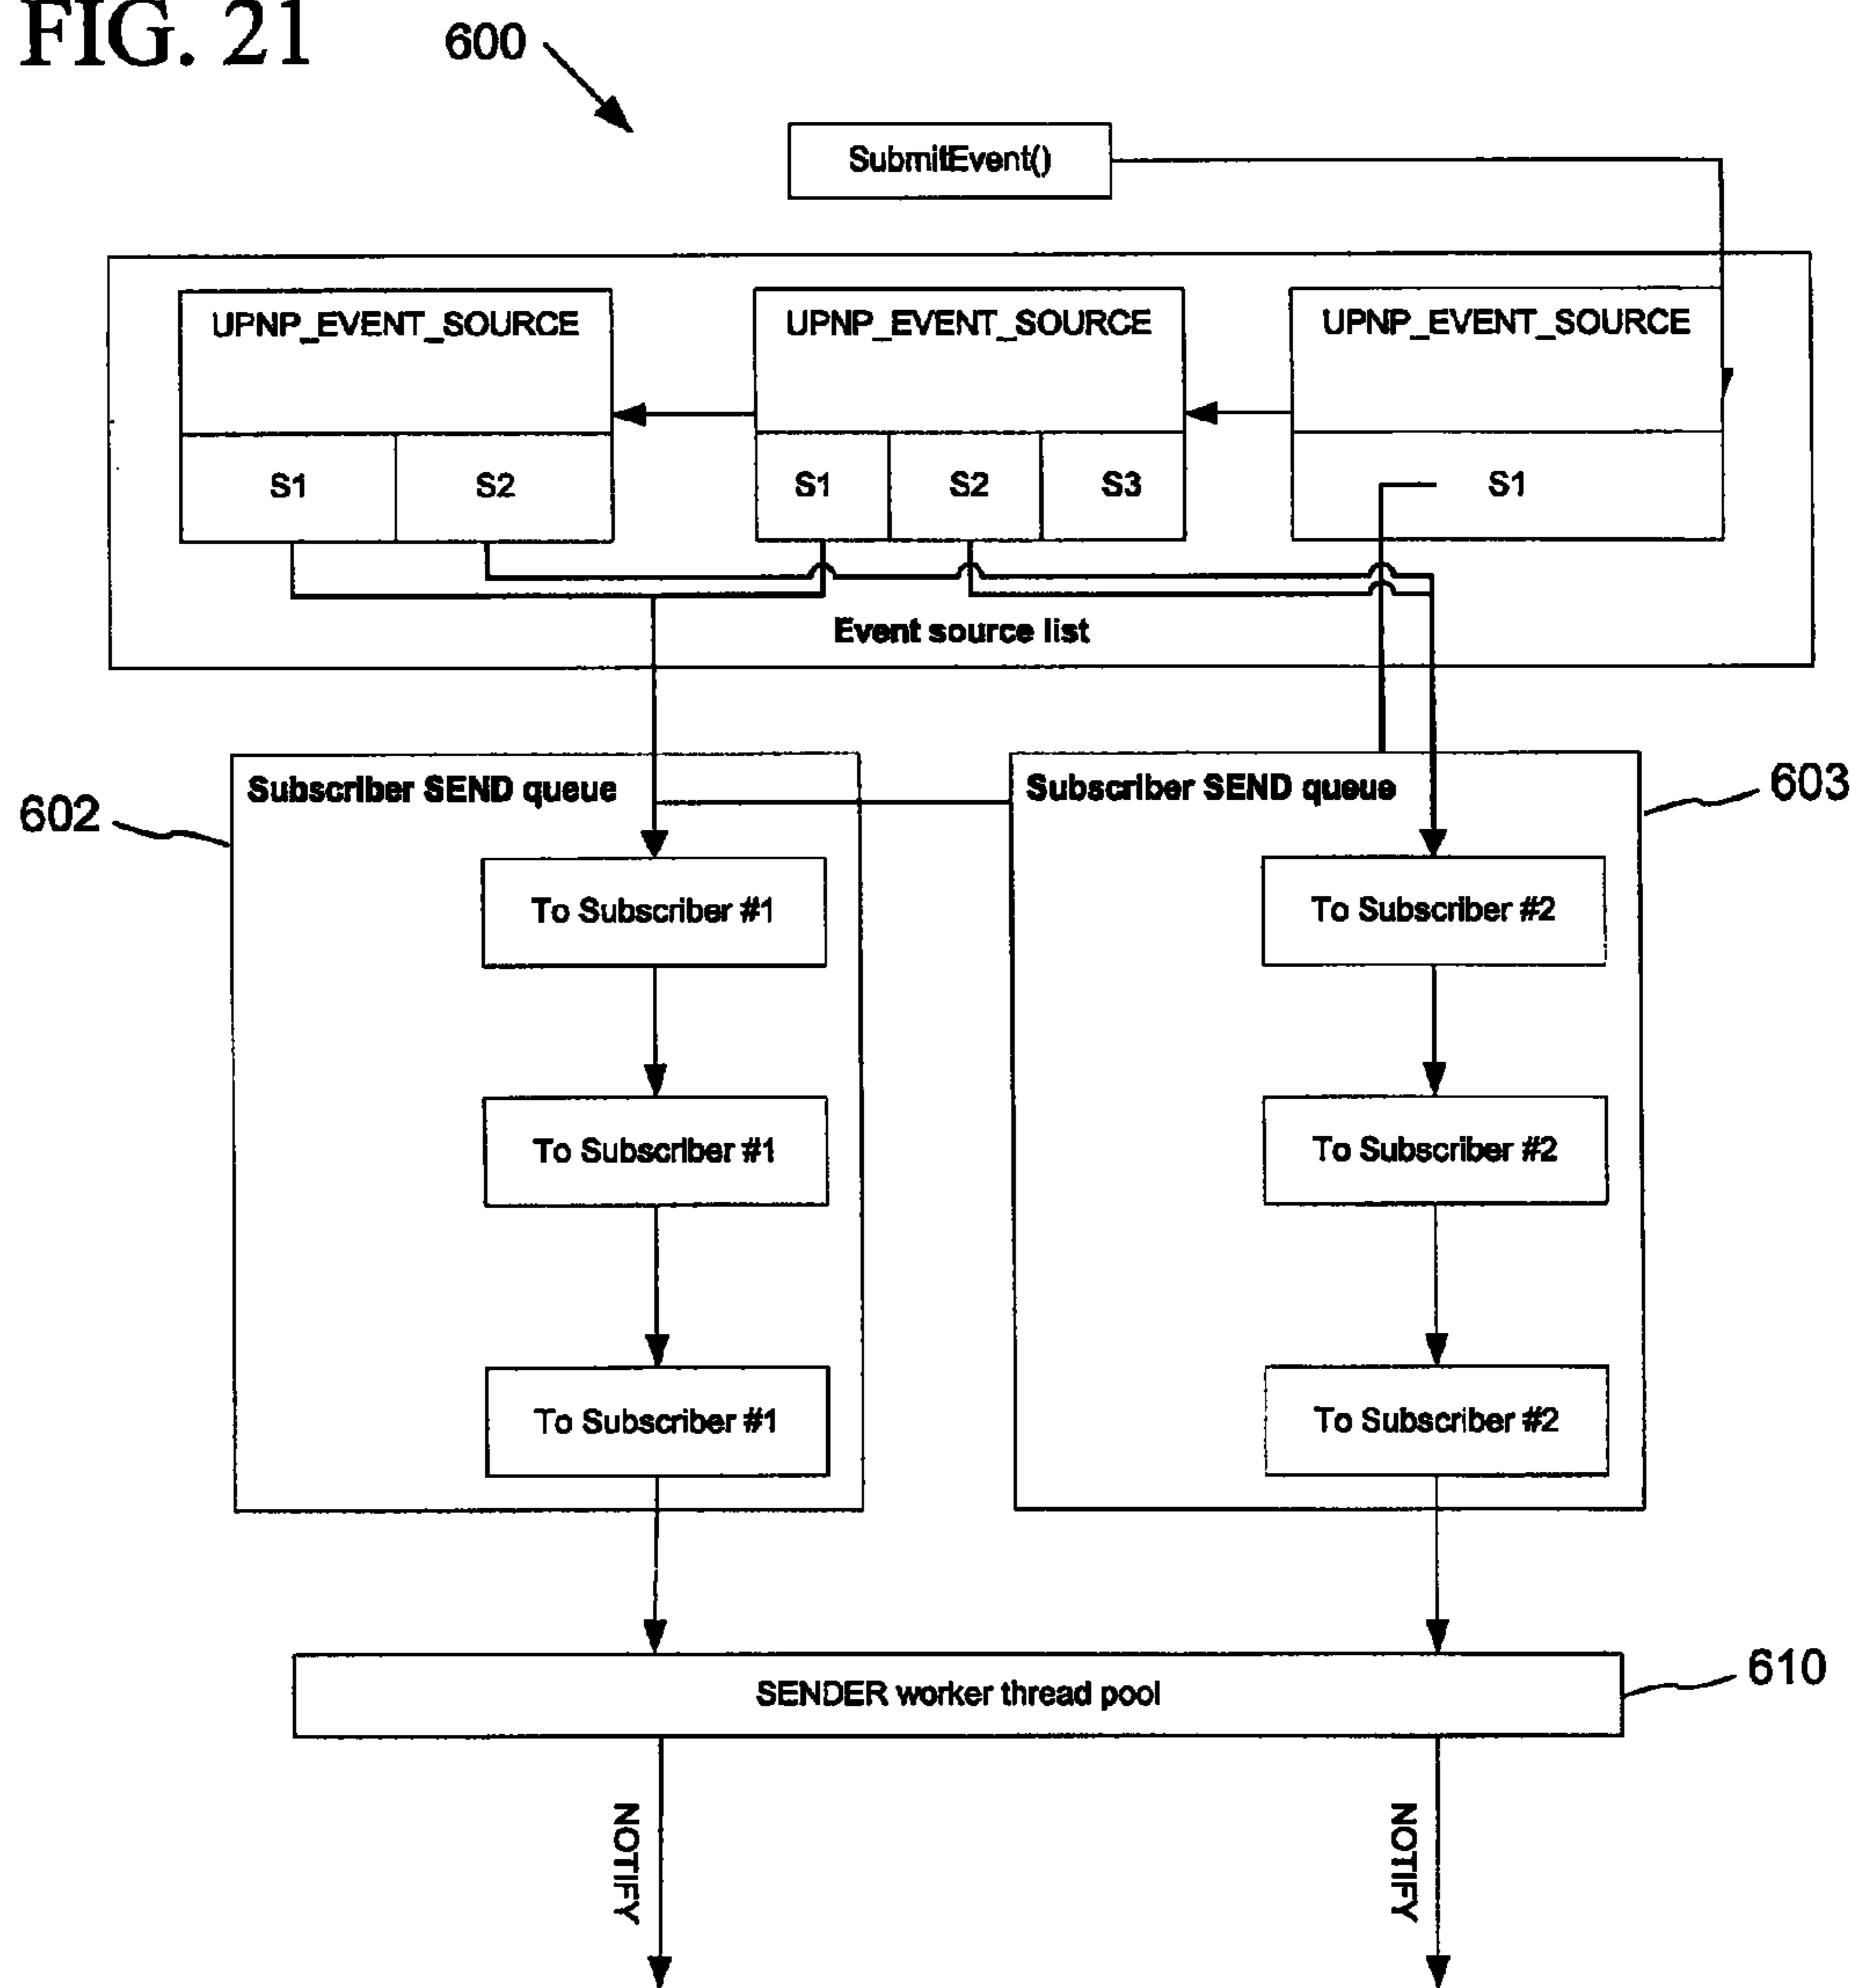 FIG. 21
600
SubmitEvent()
UPNP_EVENT_SOURCE
UPNP_EVENT_SOURCE
UPNP_EVENT_SOURCE
S1
S2
S1
S2
S3
S1
Event source list
Subscriber SEND queue
Subscriber SEND queue
602
603
To Subscriber #1
To Subscriber #2
To Subscriber #1
To Subscriber #2
To Subscriber #1
To Subscriber #2
SENDER worker thread pool
610
NOTIFY
NOTIFY